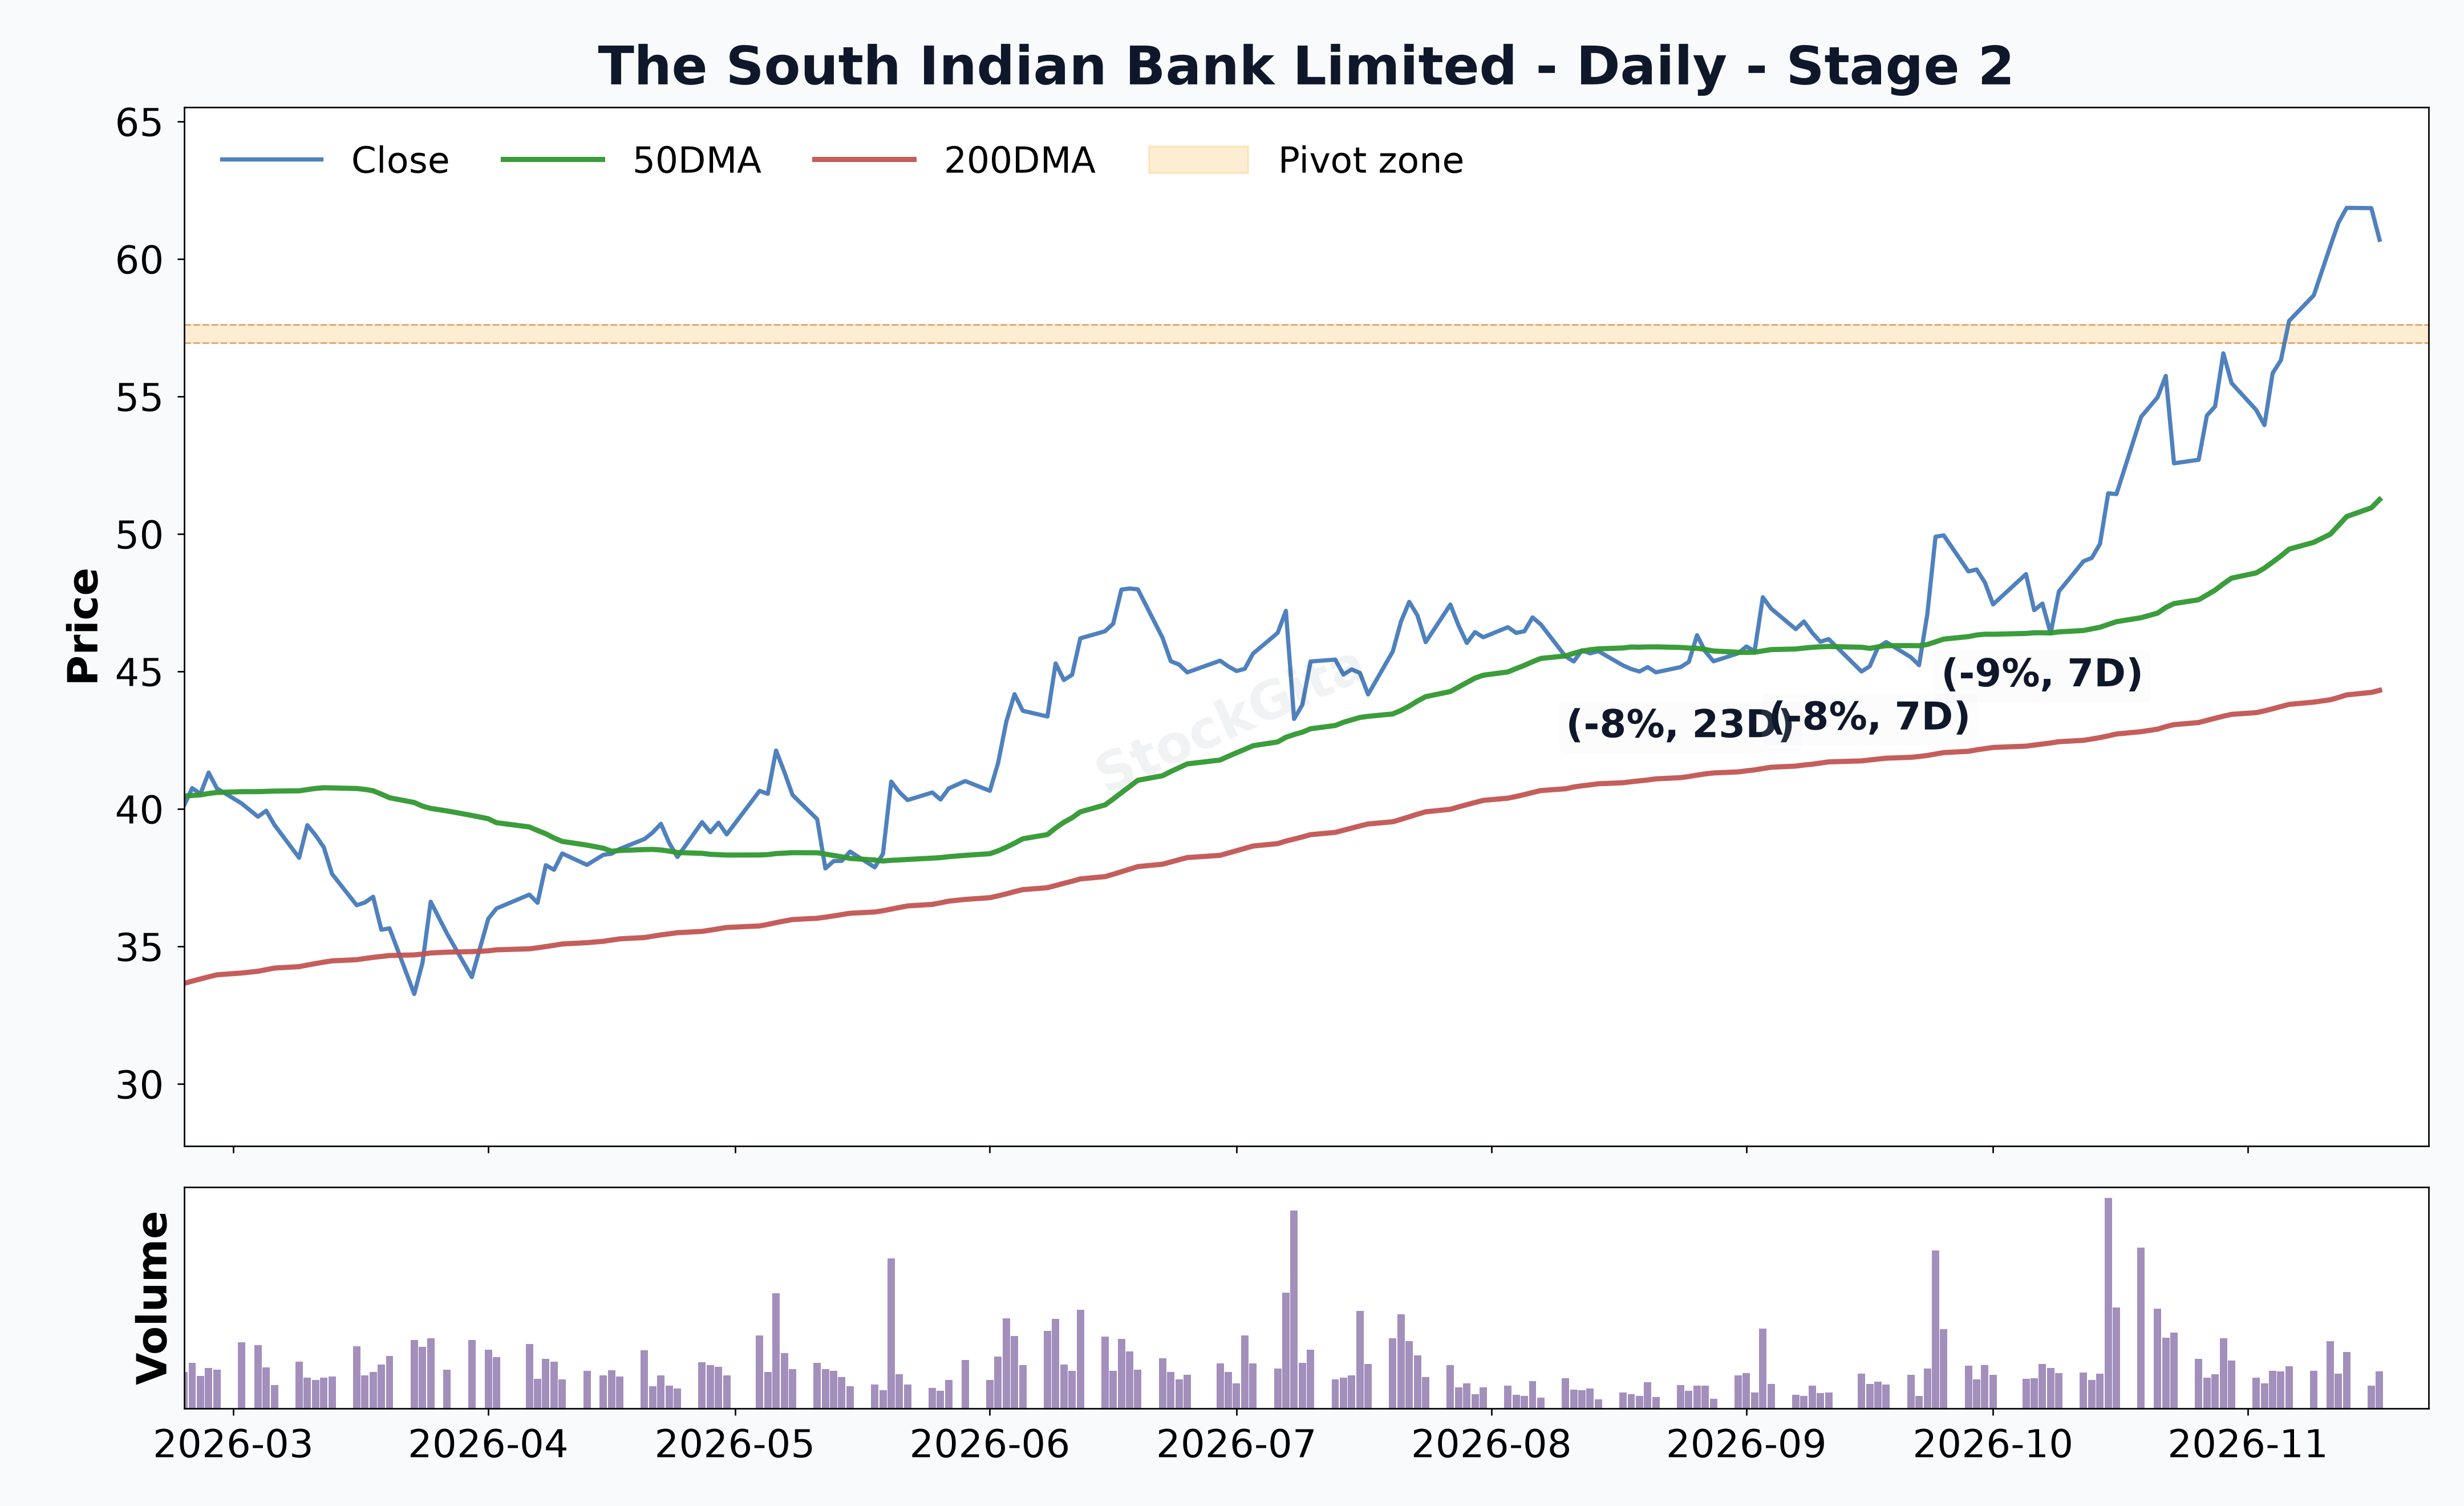 The South Indian Bank Limited - Daily - Stage 2
Close 50DMA 200DMA Pivot zone
65
60
55
50
45
40
35
30
Price
StockGita
(-8%, 23D)
(-8%, 7D)
(-9%, 7D)
Volume
2026-03 2026-04 2026-05 2026-06 2026-07 2026-08 2026-09 2026-10 2026-11